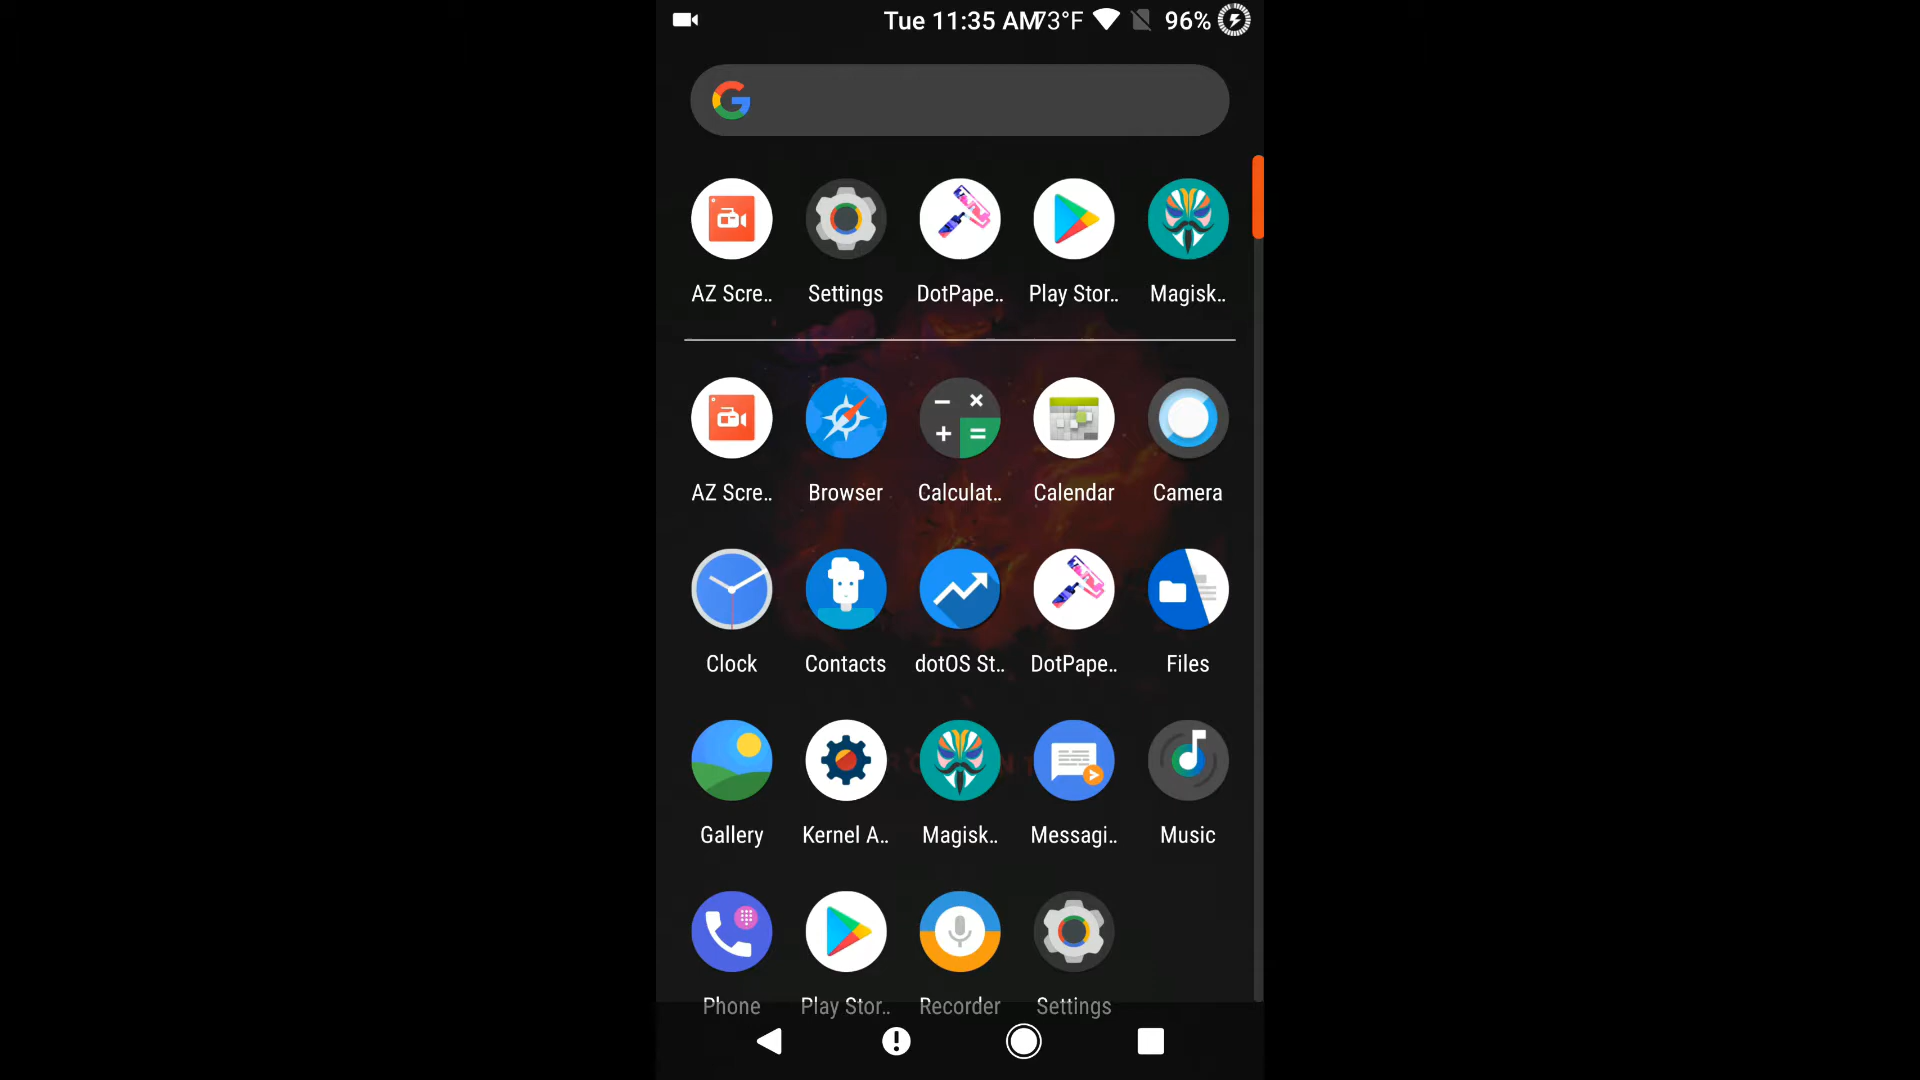 Tue 11:35 AM 73°F 96%
AZ Scre.. Settings DotPape.. Play Stor.. Magisk..
AZ Scre.. Browser Calculat.. Calendar Camera
Clock Contacts dotOS St.. DotPape.. Files
Gallery Kernel A.. Magisk.. Messagi.. Music
Phone Play Stor.. Recorder Settings